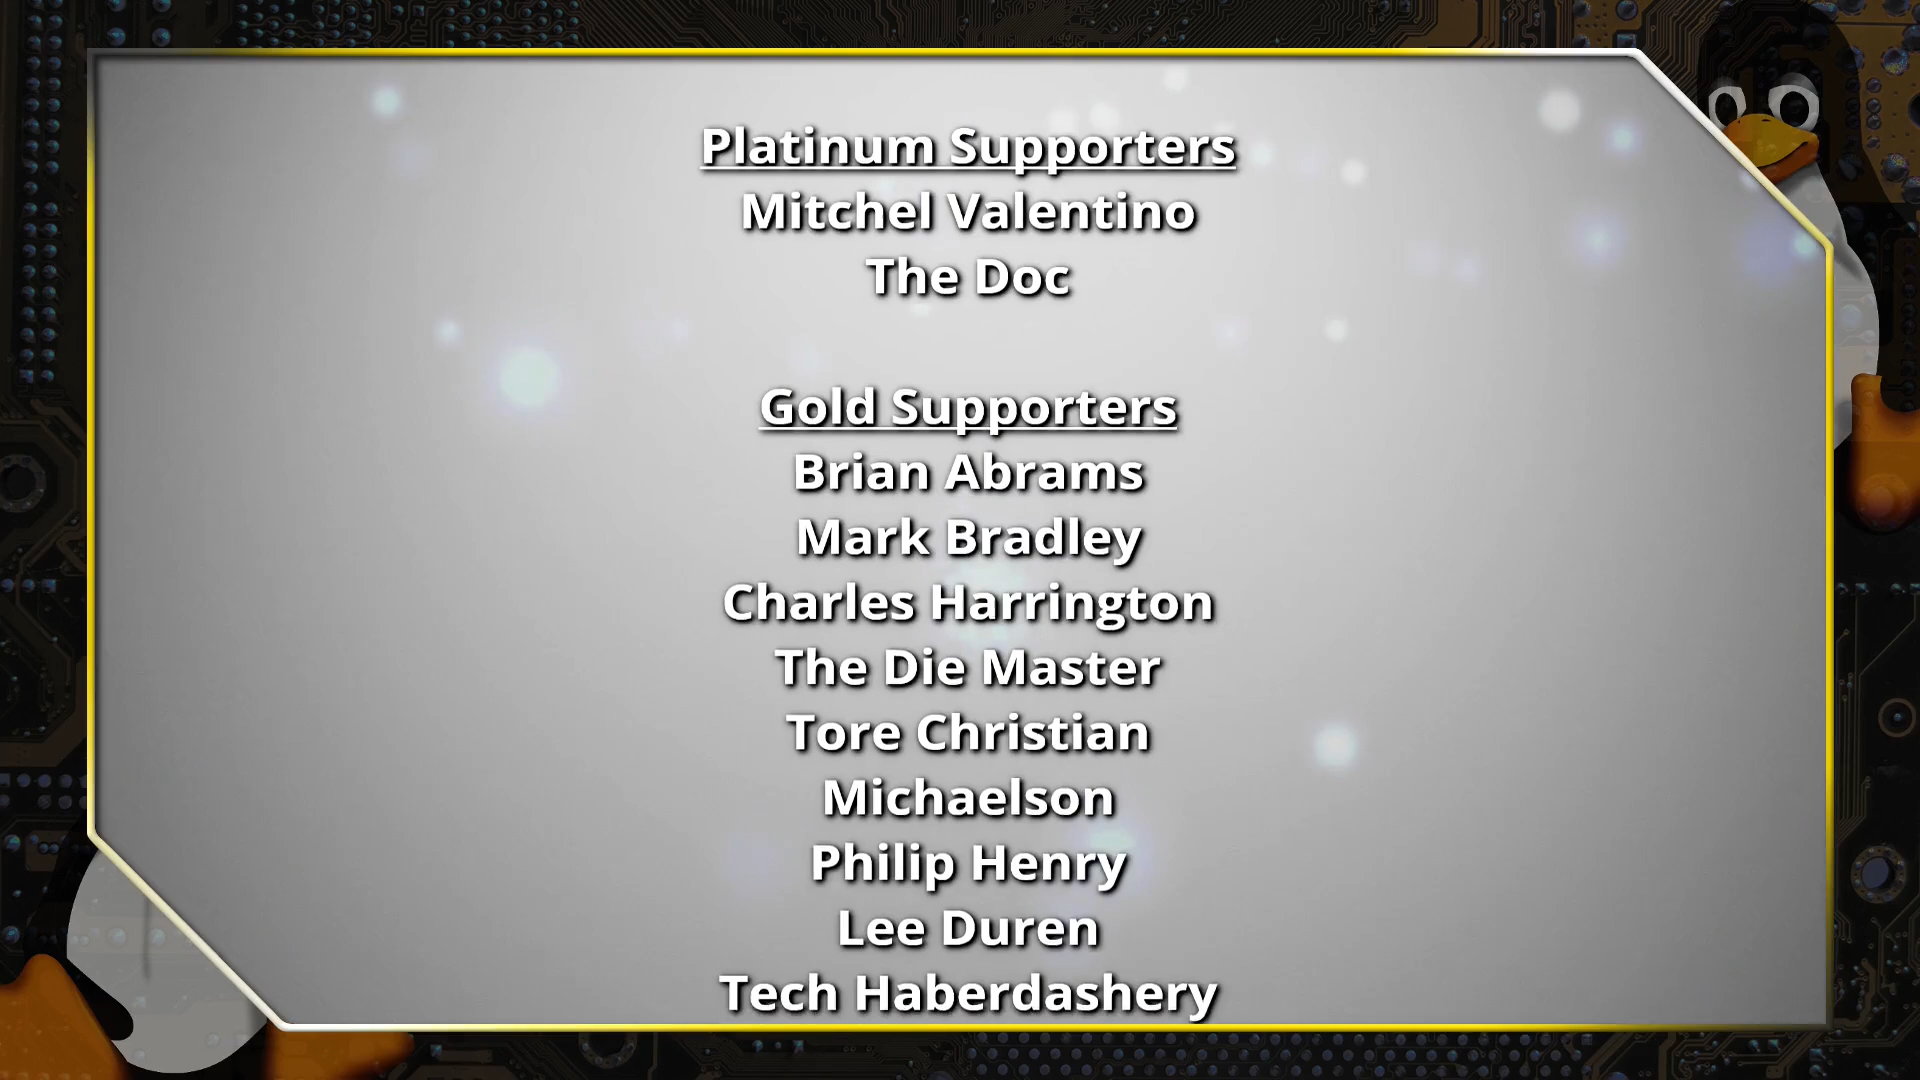 Platinum Supporters
Mitchel Valentino
The Doc
Gold Supporters
Brian Abrams
Mark Bradley
Charles Harrington
The Die Master
Tore Christian
Michaelson
Philip Henry
Lee Duren
Tech Haberdashery